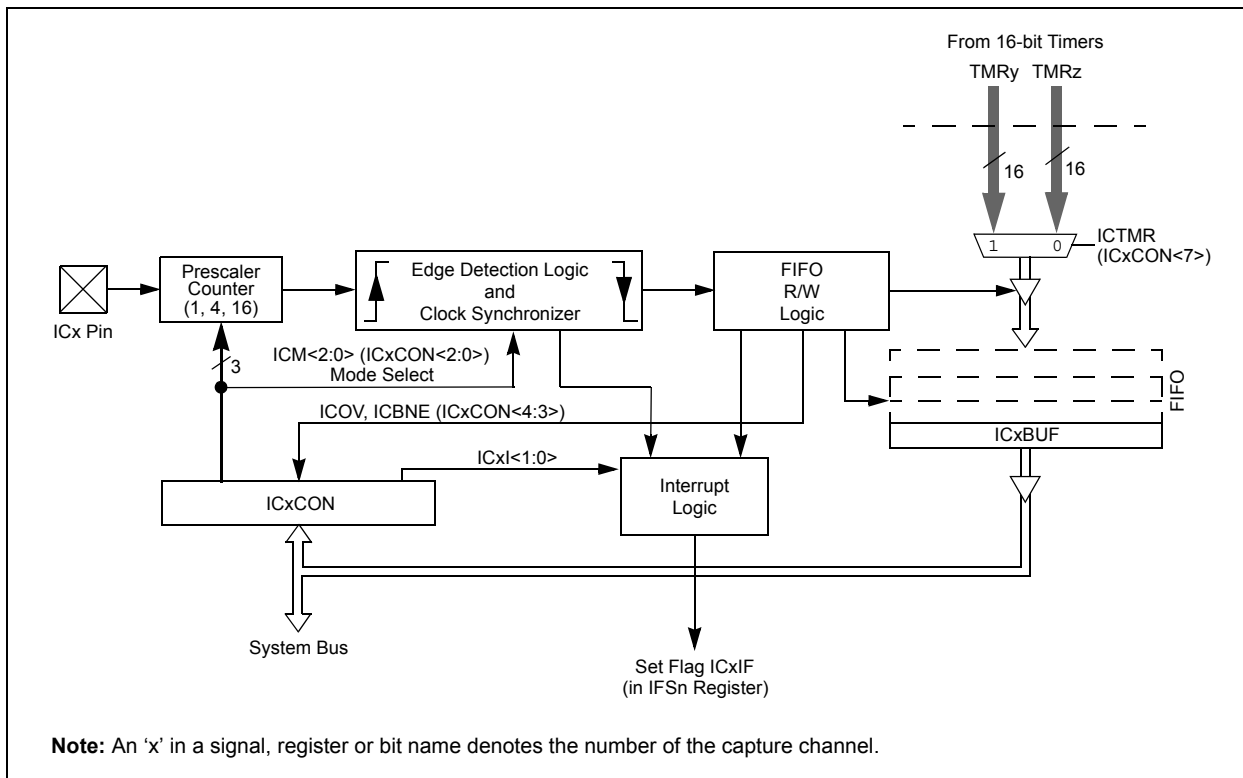 From 16-bit Timers
TMRy TMRz
16 16
1 0
ICTMR
(ICxCON<7>)
ICx Pin
Prescaler
Counter
(1, 4, 16)
Edge Detection Logic
and
Clock Synchronizer
FIFO
R/W
Logic
3
ICM<2:0> (ICxCON<2:0>)
Mode Select
FIFO
ICOV, ICBNE (ICxCON<4:3>)
ICxBUF
ICxI<1:0>
ICxCON
Interrupt
Logic
System Bus
Set Flag ICxIF
(in IFSn Register)
Note: An ‘x’ in a signal, register or bit name denotes the number of the capture channel.